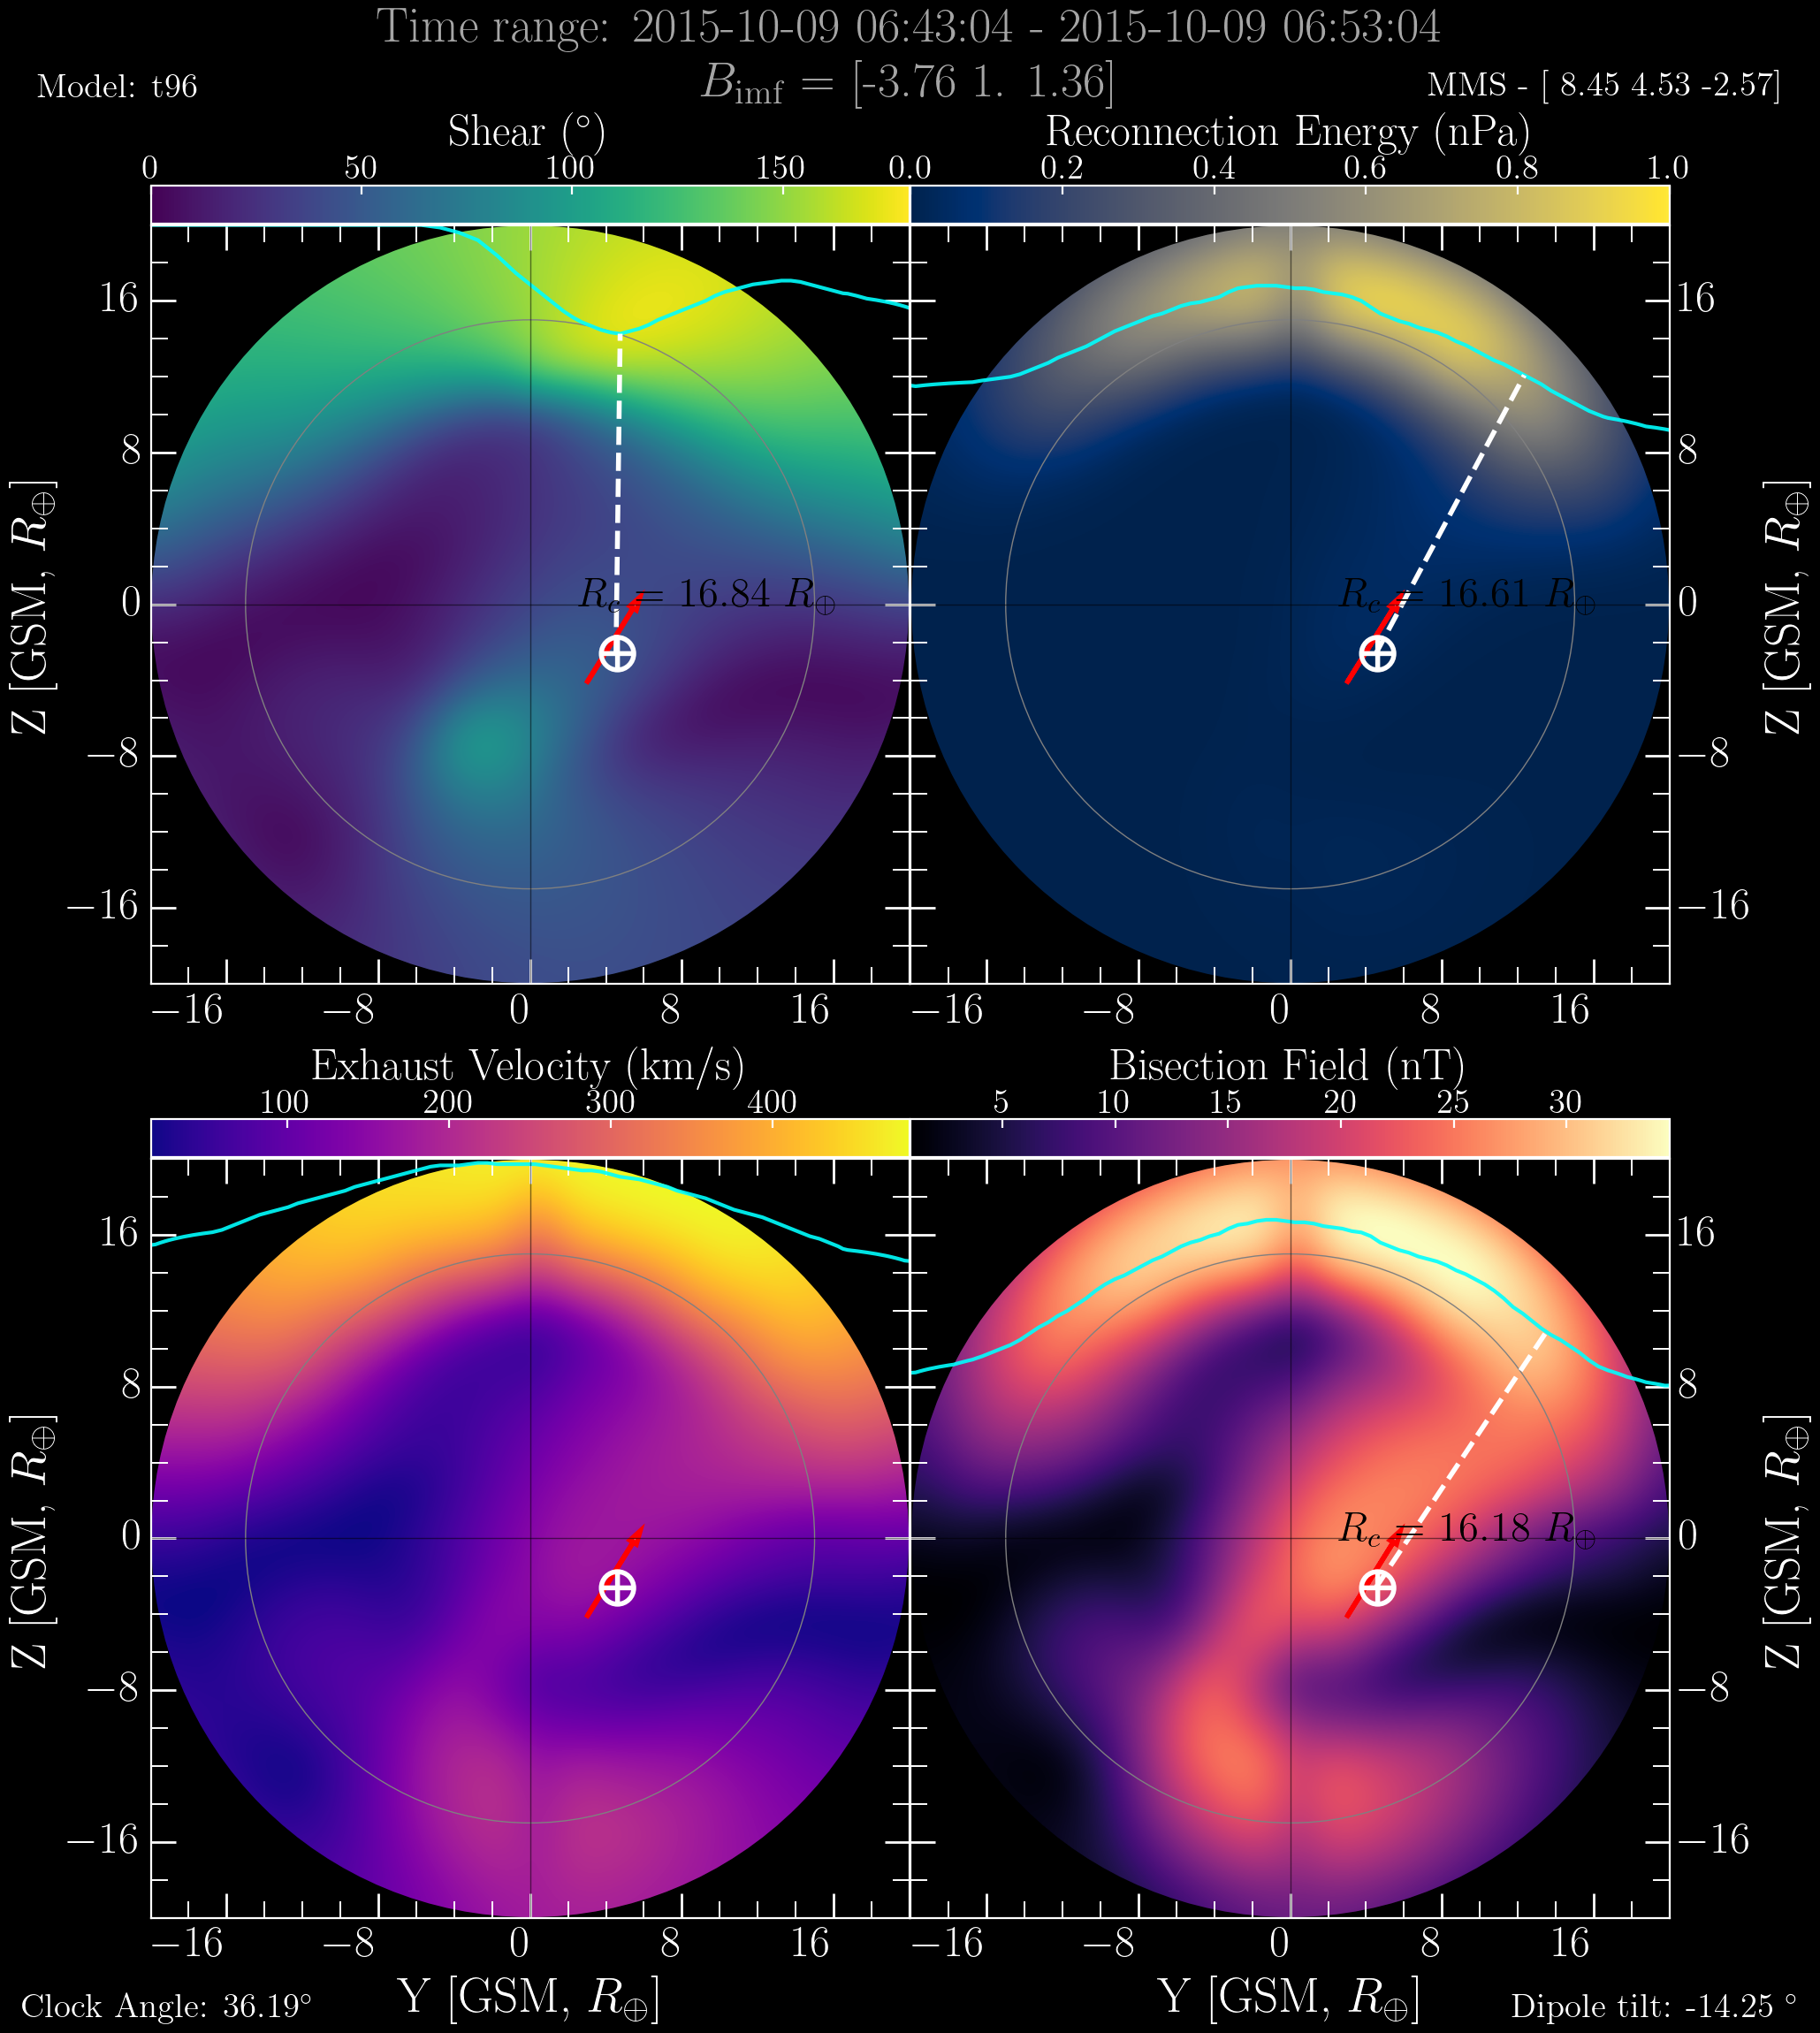 Time range: 2015-10-09 06:43:04 - 2015-10-09 06:53:04
Model: t96
B_imf = [-3.76 1. 1.36]
MMS - [ 8.45 4.53 -2.57]
Shear (°)
Reconnection Energy (nPa)
0 50 100 150
0.0 0.2 0.4 0.6 0.8 1.0
Z [GSM, R⊕]
16
8
0
−8
−16
R_c = 16.84 R⊕
R_c = 16.61 R⊕
16
8
0
−8
−16
Z [GSM, R⊕]
−16 −8 0 8 16
−16 −8 0 8 16
Exhaust Velocity (km/s)
Bisection Field (nT)
100 200 300 400
5 10 15 20 25 30
Z [GSM, R⊕]
16
8
0
−8
−16
R_c = 16.18 R⊕
16
8
0
−8
−16
Z [GSM, R⊕]
−16 −8 0 8 16
−16 −8 0 8 16
Y [GSM, R⊕]
Y [GSM, R⊕]
Clock Angle: 36.19°
Dipole tilt: -14.25 °